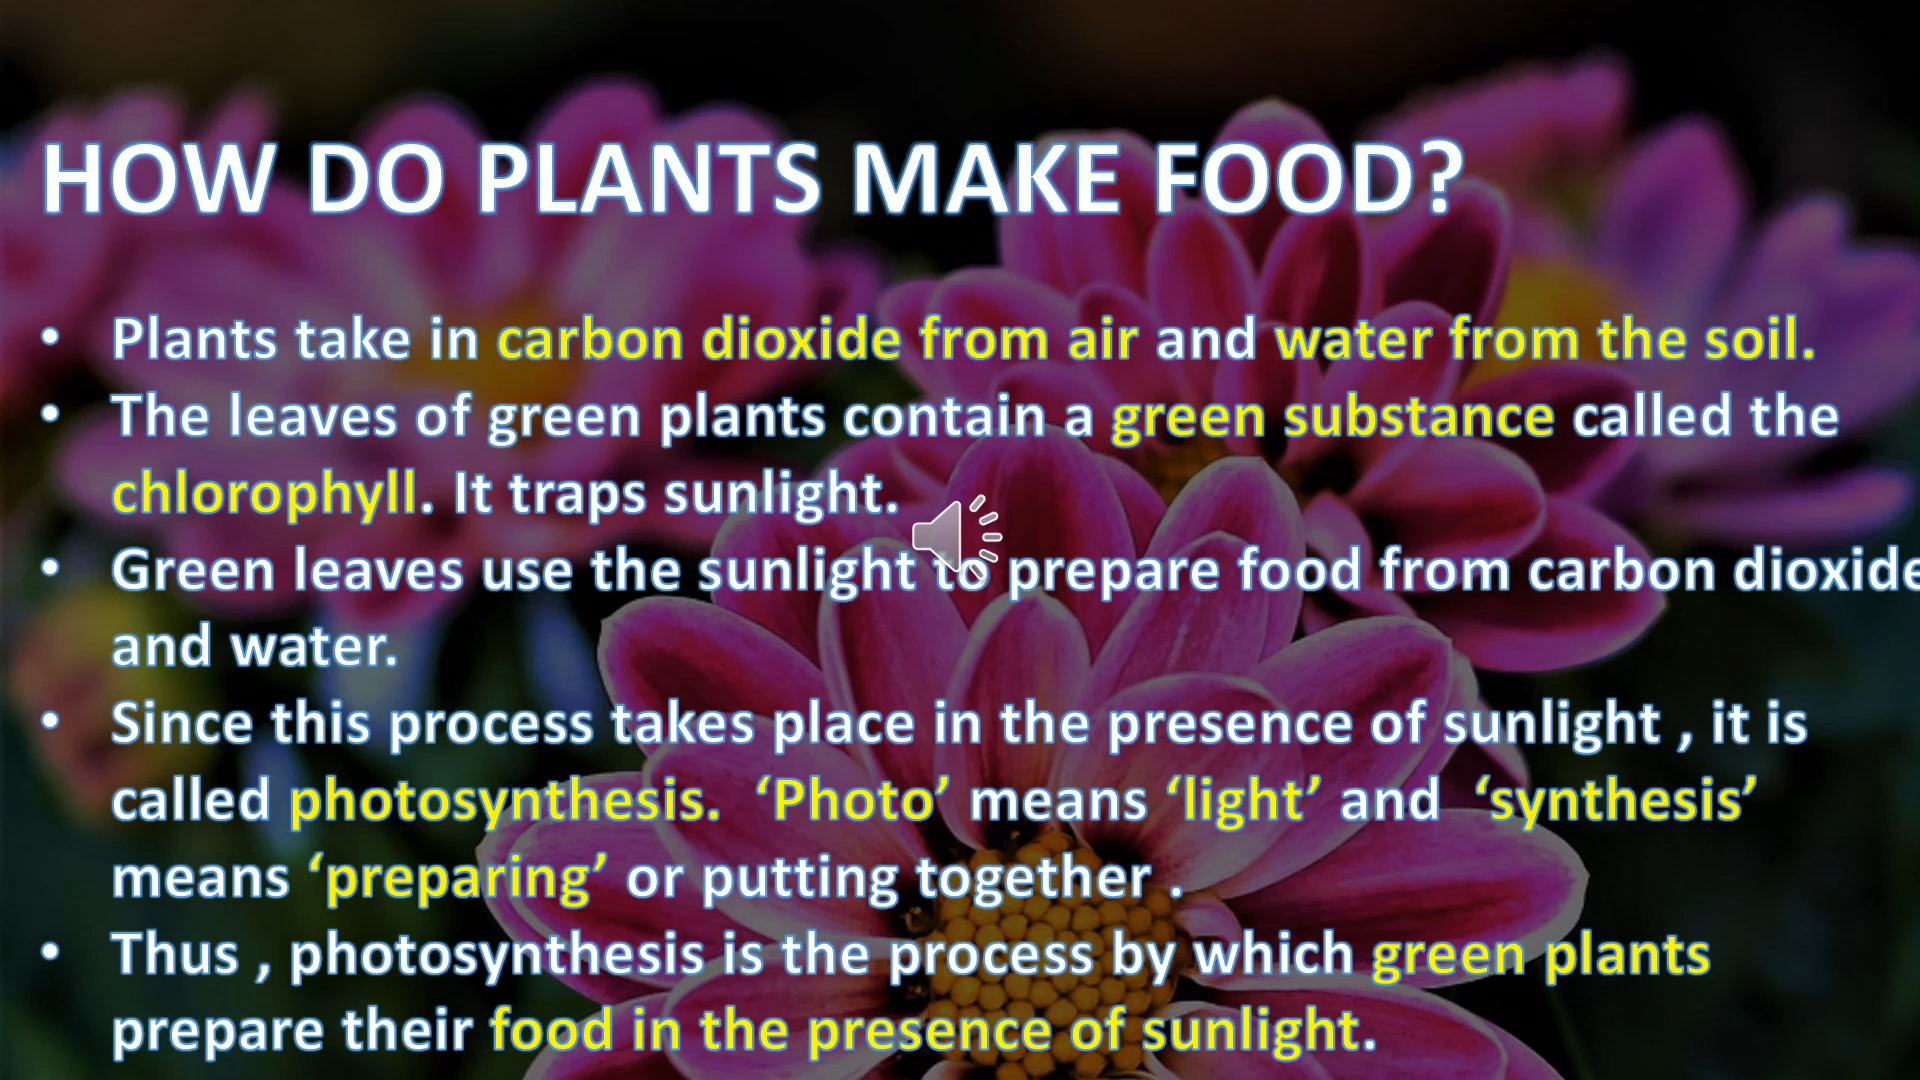 HOW DO PLANTS MAKE FOOD?
• Plants take in carbon dioxide from air and water from the soil.
• The leaves of green plants contain a green substance called the
chlorophyll. It traps sunlight.
• Green leaves use the sunlight to prepare food from carbon dioxide
and water.
• Since this process takes place in the presence of sunlight , it is
called photosynthesis.  ‘Photo’ means ‘light’ and  ‘synthesis’
means ‘preparing’ or putting together .
• Thus , photosynthesis is the process by which green plants
prepare their food in the presence of sunlight.